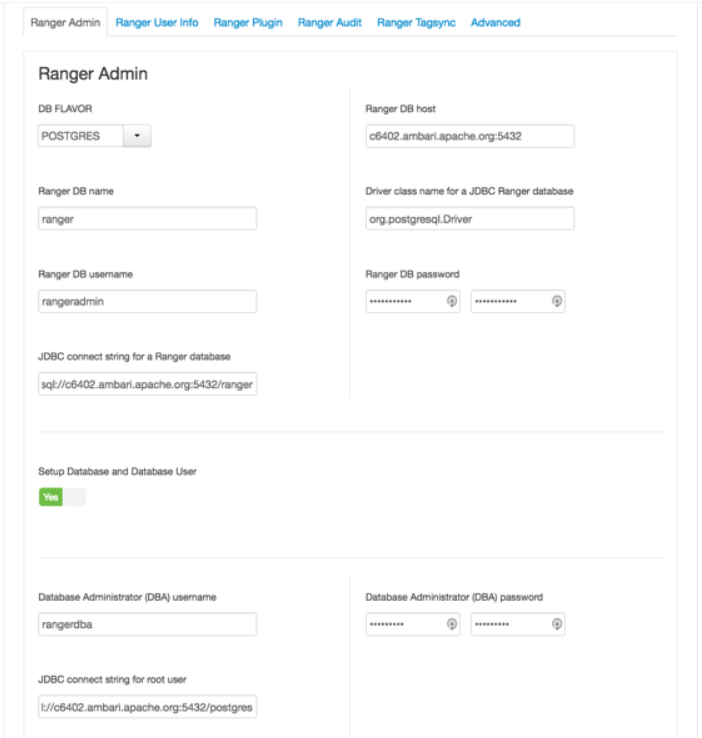 Ranger Admin Ranger User Info Ranger Plugin Ranger Audit Ranger Tagsync Advanced
Ranger Admin
DB FLAVOR
POSTGRES
Ranger DB host
c6402.ambari.apache.org:5432
Ranger DB name
ranger
Driver class name for a JDBC Ranger database
org.postgresql.Driver
Ranger DB username
rangeradmin
Ranger DB password
••••••••••• •••••••••••
JDBC connect string for a Ranger database
sql://c6402.ambari.apache.org:5432/ranger
Setup Database and Database User
Yes
Database Administrator (DBA) username
rangerdba
Database Administrator (DBA) password
••••••••• •••••••••
JDBC connect string for root user
l://c6402.ambari.apache.org:5432/postgres